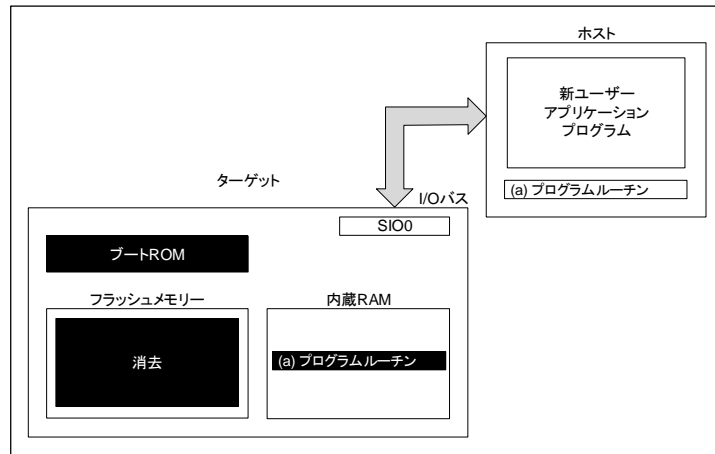 ホスト
新ユーザー
アプリケーション
プログラム
(a) プログラムルーチン
ターゲット
I/Oバス
SIO0
ブートROM
フラッシュメモリー
内蔵RAM
消去
(a) プログラムルーチン